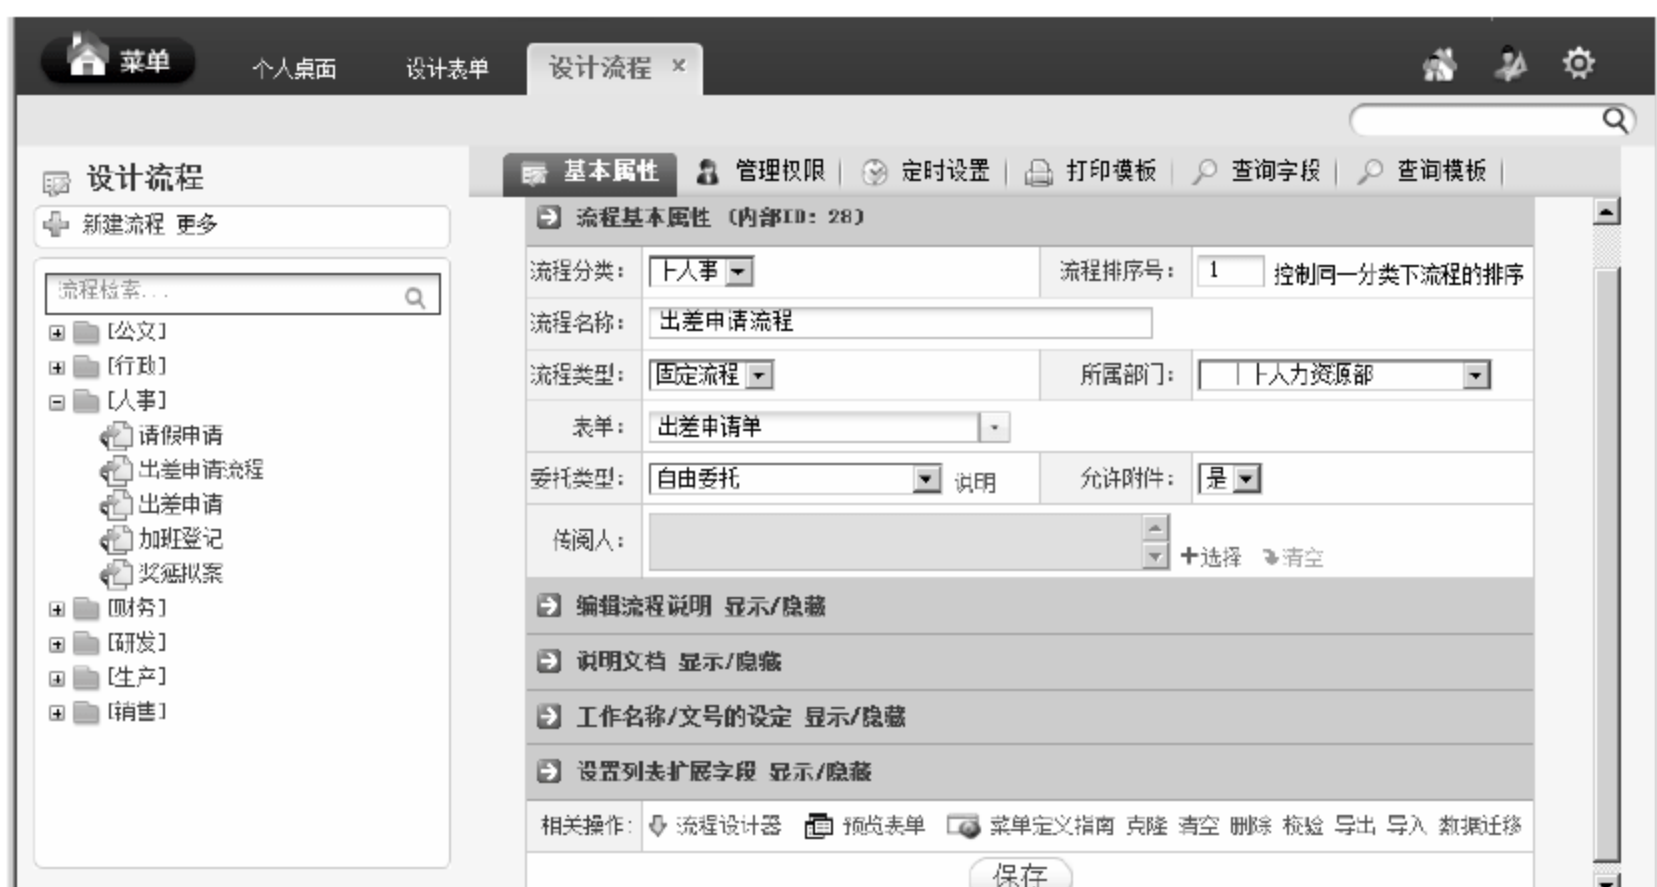 菜单 个人桌面 设计表单 设计流程 ×
设计流程
新建流程 更多
流程检索...
[公文]
[行政]
[人事]
请假申请
出差申请流程
出差申请
加班登记
奖惩拟案
[财务]
[研发]
[生产]
[销售]
基本属性 管理权限 定时设置 打印模板 查询字段 查询模板
流程基本属性 (内部ID: 28)
流程分类: ├人事 流程排序号: 1 控制同一分类下流程的排序
流程名称: 出差申请流程
流程类型: 固定流程 所属部门: │├人力资源部
表单: 出差申请单
委托类型: 自由委托 说明 允许附件: 是
传阅人: 选择 清空
编辑流程说明 显示/隐藏
说明文档 显示/隐藏
工作名称/文号的设定 显示/隐藏
设置列表扩展字段 显示/隐藏
相关操作: 流程设计器 预览表单 菜单定义指南 克隆 清空 删除 校验 导出 导入 数据迁移
保存